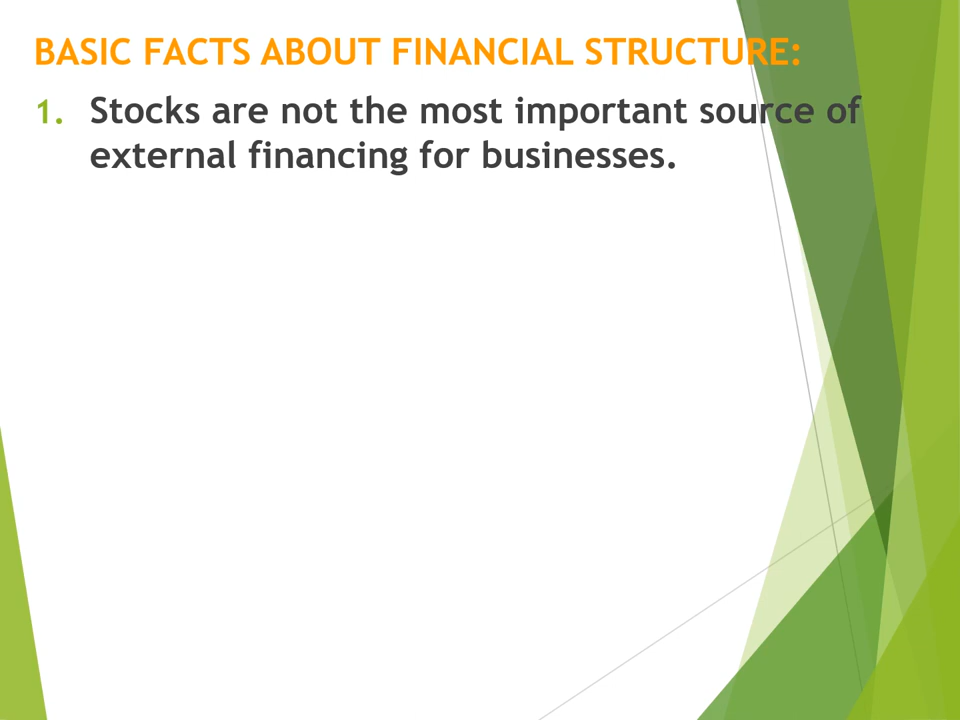 BASIC FACTS ABOUT FINANCIAL STRUCTURE:
1. Stocks are not the most important source of
external financing for businesses.